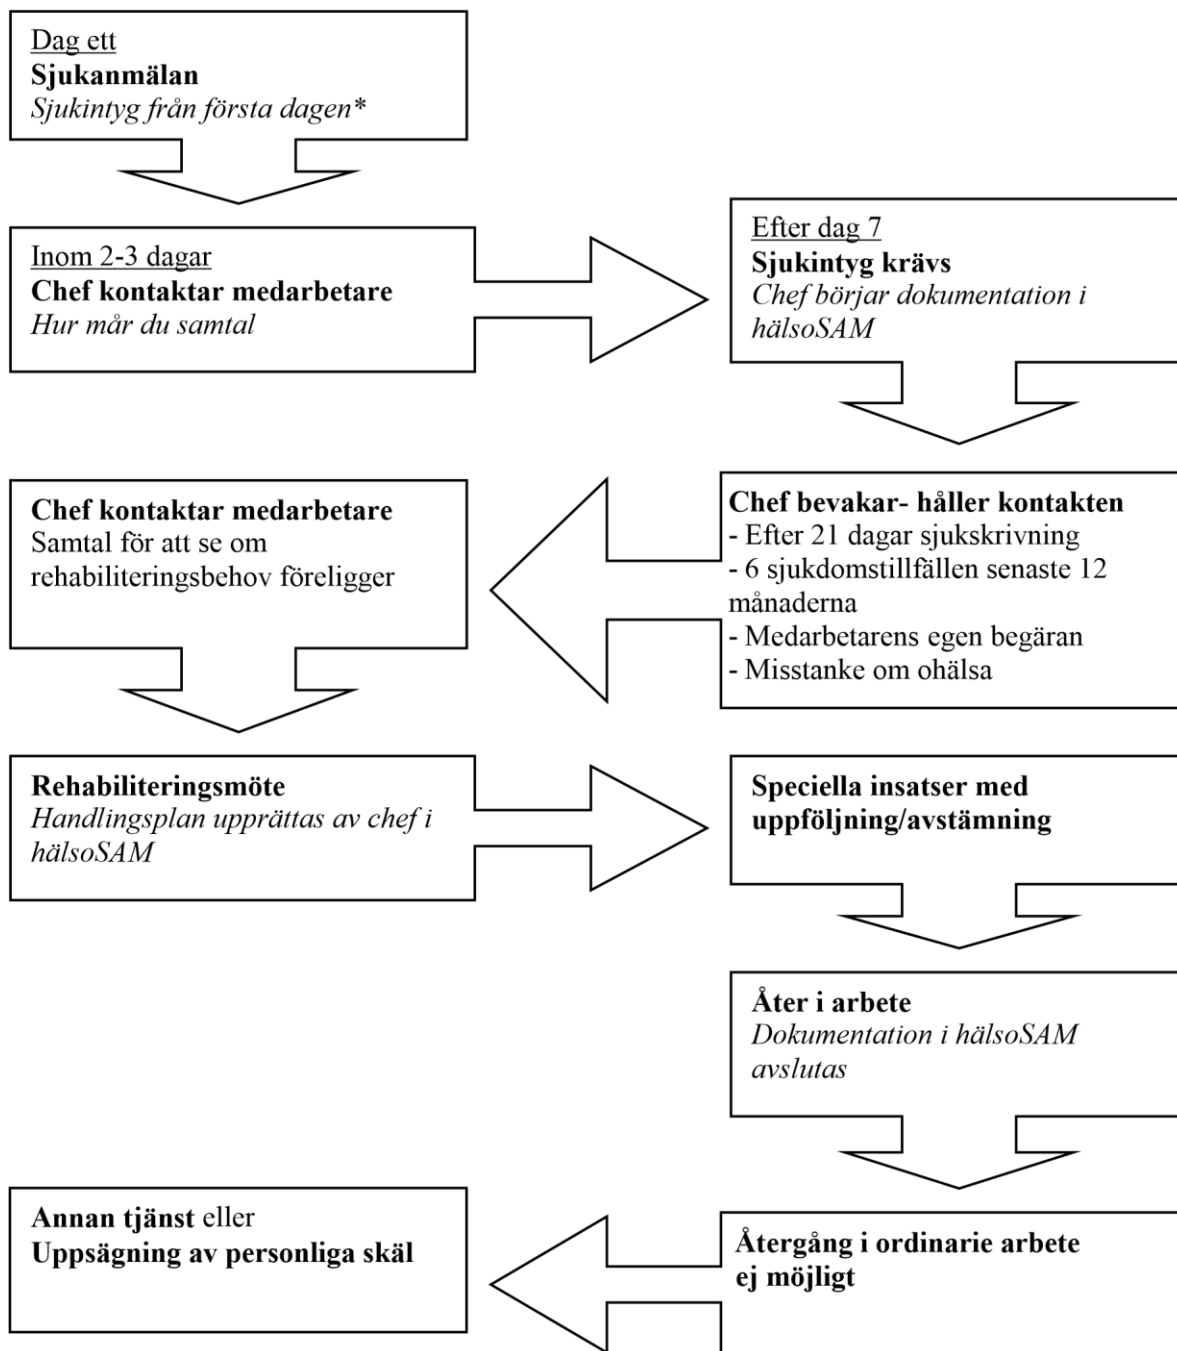 Dag ett
Sjukanmälan
Sjukintyg från första dagen*
Inom 2-3 dagar
Chef kontaktar medarbetare
Hur mår du samtal
Efter dag 7
Sjukintyg krävs
Chef börjar dokumentation i
hälsoSAM
Chef bevakar- håller kontakten
- Efter 21 dagar sjukskrivning
- 6 sjukdomstillfällen senaste 12
månaderna
- Medarbetarens egen begäran
- Misstanke om ohälsa
Chef kontaktar medarbetare
Samtal för att se om
rehabiliteringsbehov föreligger
Rehabiliteringsmöte
Handlingsplan upprättas av chef i
hälsoSAM
Speciella insatser med
uppföljning/avstämning
Åter i arbete
Dokumentation i hälsoSAM
avslutas
Återgång i ordinarie arbete
ej möjligt
Annan tjänst eller
Uppsägning av personliga skäl